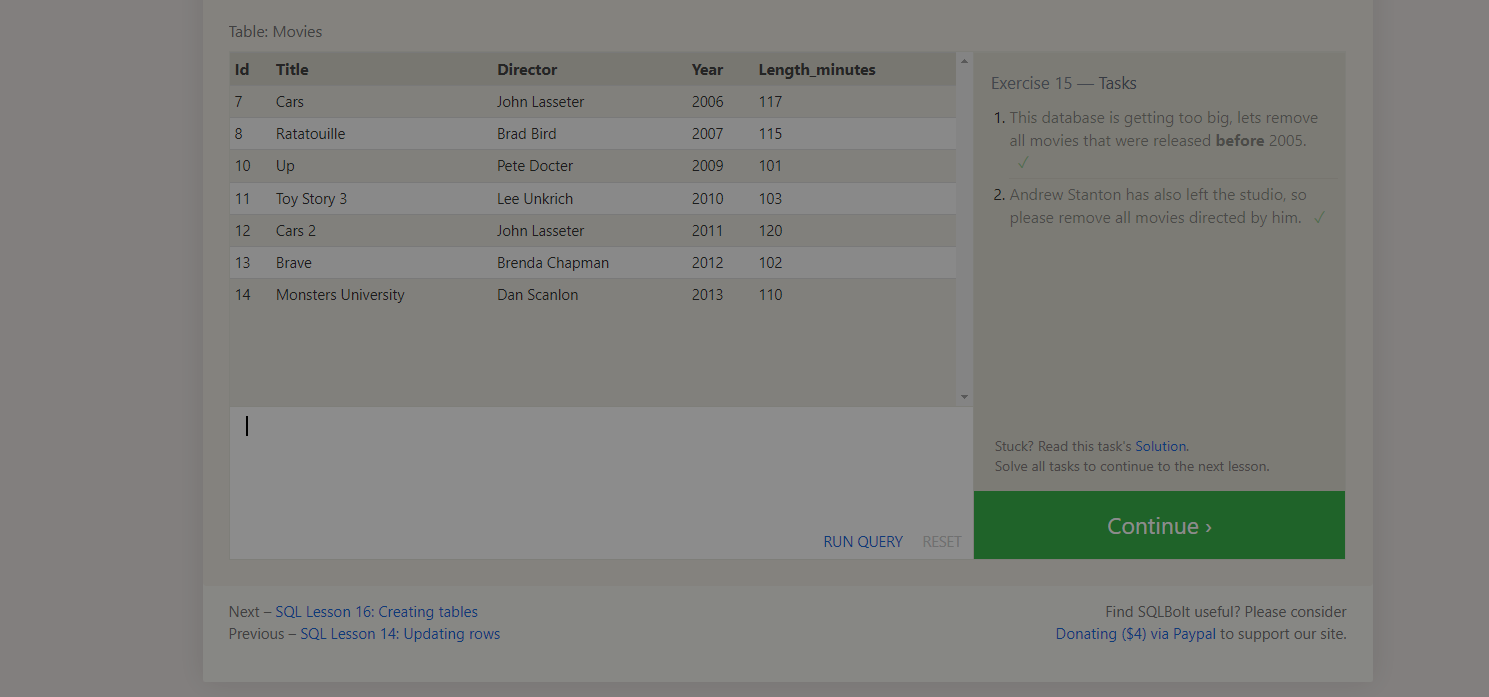 Table: Movies
Id Title Director Year Length_minutes
7 Cars John Lasseter 2006 117
8 Ratatouille Brad Bird 2007 115
10 Up Pete Docter 2009 101
11 Toy Story 3 Lee Unkrich 2010 103
12 Cars 2 John Lasseter 2011 120
13 Brave Brenda Chapman 2012 102
14 Monsters University Dan Scanlon 2013 110
RUN QUERY RESET
Exercise 15 — Tasks
1. This database is getting too big, lets remove
all movies that were released before 2005.
✓
2. Andrew Stanton has also left the studio, so
please remove all movies directed by him. ✓
Stuck? Read this task's Solution.
Solve all tasks to continue to the next lesson.
Continue ›
Next – SQL Lesson 16: Creating tables
Previous – SQL Lesson 14: Updating rows
Find SQLBolt useful? Please consider
Donating ($4) via Paypal to support our site.